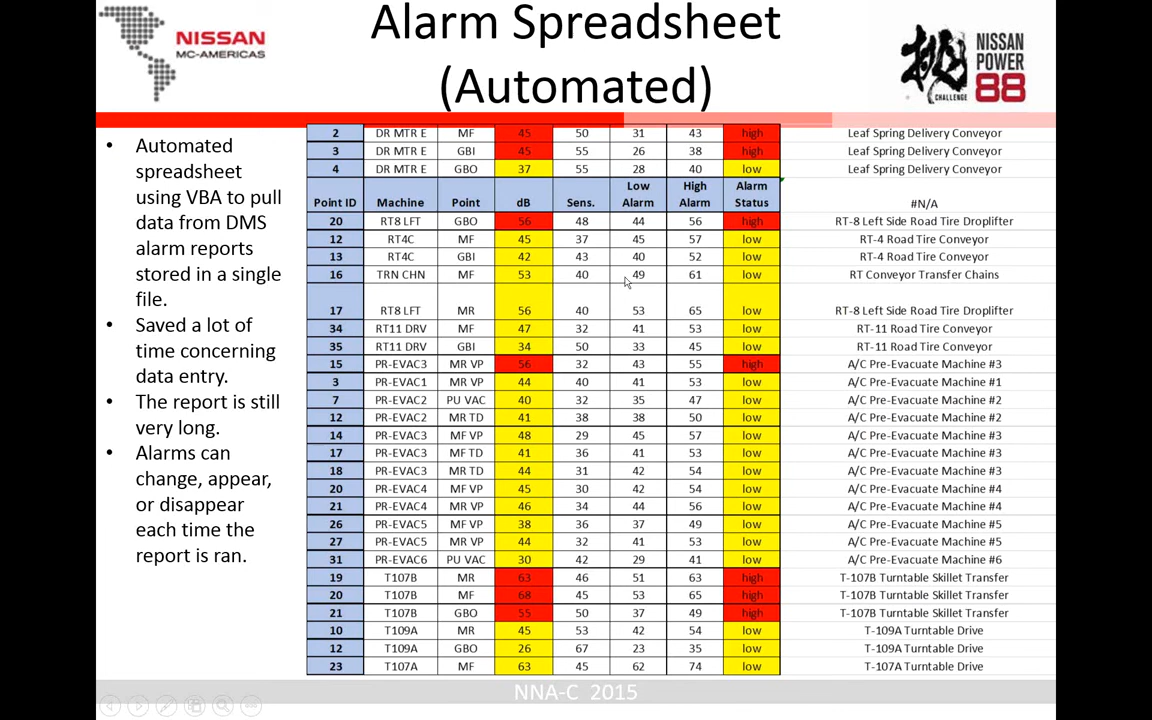 Alarm Spreadsheet
(Automated)
NISSAN
MC-AMERICAS
CHALLENGE
NISSAN
POWER
88
• Automated
spreadsheet
using VBA to pull
data from DMS
alarm reports
stored in a single
file.
• Saved a lot of
time concerning
data entry.
• The report is still
very long.
• Alarms can
change, appear,
or disappear
each time the
report is ran.
2 DR MTR E MF 45 50 31 43 high Leaf Spring Delivery Conveyor
3 DR MTR E GBI 45 55 26 38 high Leaf Spring Delivery Conveyor
4 DR MTR E GBO 37 55 28 40 low Leaf Spring Delivery Conveyor
Point ID Machine Point dB Sens. Low Alarm High Alarm Alarm Status #N/A
20 RT8 LFT GBO 56 48 44 56 high RT-8 Left Side Road Tire Droplifter
12 RT4C MF 45 37 45 57 low RT-4 Road Tire Conveyor
13 RT4C GBI 42 43 40 52 low RT-4 Road Tire Conveyor
16 TRN CHN MF 53 40 49 61 low RT Conveyor Transfer Chains
17 RT8 LFT MR 56 40 53 65 low RT-8 Left Side Road Tire Droplifter
34 RT11 DRV MF 47 32 41 53 low RT-11 Road Tire Conveyor
35 RT11 DRV GBI 34 50 33 45 low RT-11 Road Tire Conveyor
15 PR-EVAC3 MR VP 56 32 43 55 high A/C Pre-Evacuate Machine #3
3 PR-EVAC1 MR VP 44 40 41 53 low A/C Pre-Evacuate Machine #1
7 PR-EVAC2 PU VAC 40 32 35 47 low A/C Pre-Evacuate Machine #2
12 PR-EVAC2 MR TD 41 38 38 50 low A/C Pre-Evacuate Machine #2
14 PR-EVAC3 MF VP 48 29 45 57 low A/C Pre-Evacuate Machine #3
17 PR-EVAC3 MF TD 41 36 41 53 low A/C Pre-Evacuate Machine #3
18 PR-EVAC3 MR TD 44 31 42 54 low A/C Pre-Evacuate Machine #3
20 PR-EVAC4 MF VP 45 30 42 54 low A/C Pre-Evacuate Machine #4
21 PR-EVAC4 MR VP 46 34 44 56 low A/C Pre-Evacuate Machine #4
26 PR-EVAC5 MF VP 38 36 37 49 low A/C Pre-Evacuate Machine #5
27 PR-EVAC5 MR VP 44 32 41 53 low A/C Pre-Evacuate Machine #5
31 PR-EVAC6 PU VAC 30 42 29 41 low A/C Pre-Evacuate Machine #6
19 T107B MR 63 46 51 63 high T-107B Turntable Skillet Transfer
20 T107B MF 68 45 53 65 high T-107B Turntable Skillet Transfer
21 T107B GBO 55 50 37 49 high T-107B Turntable Skillet Transfer
10 T109A MR 45 53 42 54 low T-109A Turntable Drive
12 T109A GBO 26 67 23 35 low T-109A Turntable Drive
23 T107A MF 63 45 62 74 low T-107A Turntable Drive
NNA-C 2015